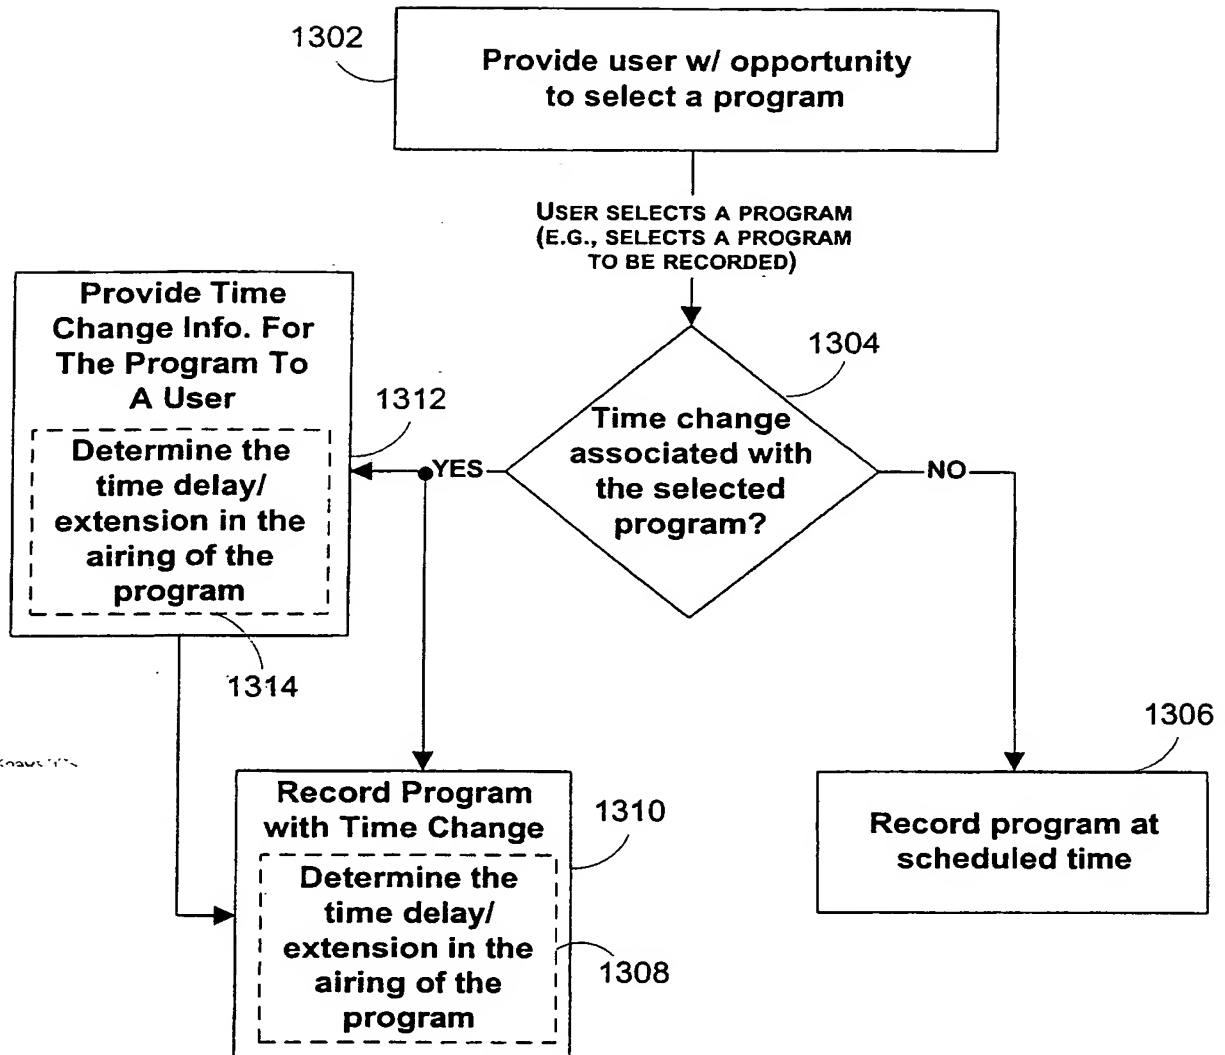 1302
Provide user w/ opportunity
to select a program
USER SELECTS A PROGRAM
(E.G., SELECTS A PROGRAM
TO BE RECORDED)
Provide Time
Change Info. For
The Program To
A User
1312
Determine the
time delay/
extension in the
airing of the
program
1314
1304
Time change
associated with
the selected
program?
YES
NO
1306
Record program at
scheduled time
Record Program
with Time Change
1310
Determine the
time delay/
extension in the
airing of the
program
1308